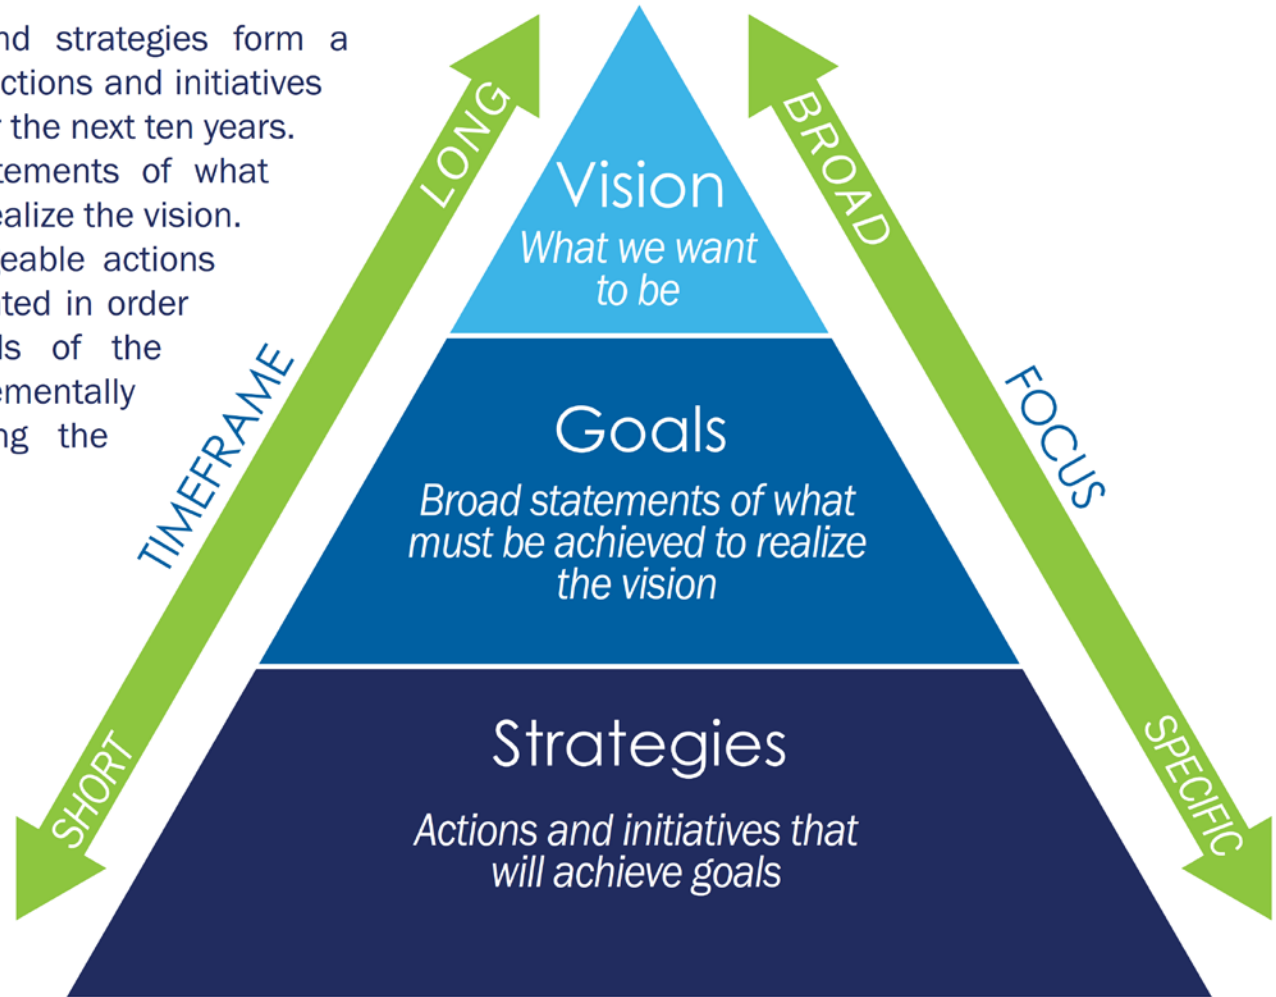 nd strategies form a
ctions and initiatives
the next ten years.
tements of what
ealize the vision.
eable actions
ted in order
ls of the
ementally
ng the
LONG
TIMEFRAME
SHORT
BROAD
FOCUS
SPECIFIC
Vision
What we want
to be
Goals
Broad statements of what
must be achieved to realize
the vision
Strategies
Actions and initiatives that
will achieve goals